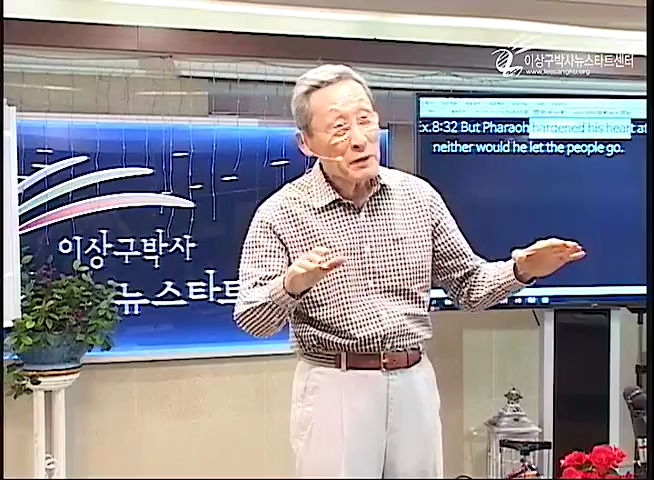 이상구박사뉴스타트센터
www.leesangku.org
x.8:32 But Pharaoh hardened his heart at
neither would he let the people go.
이상구박사
뉴스타트